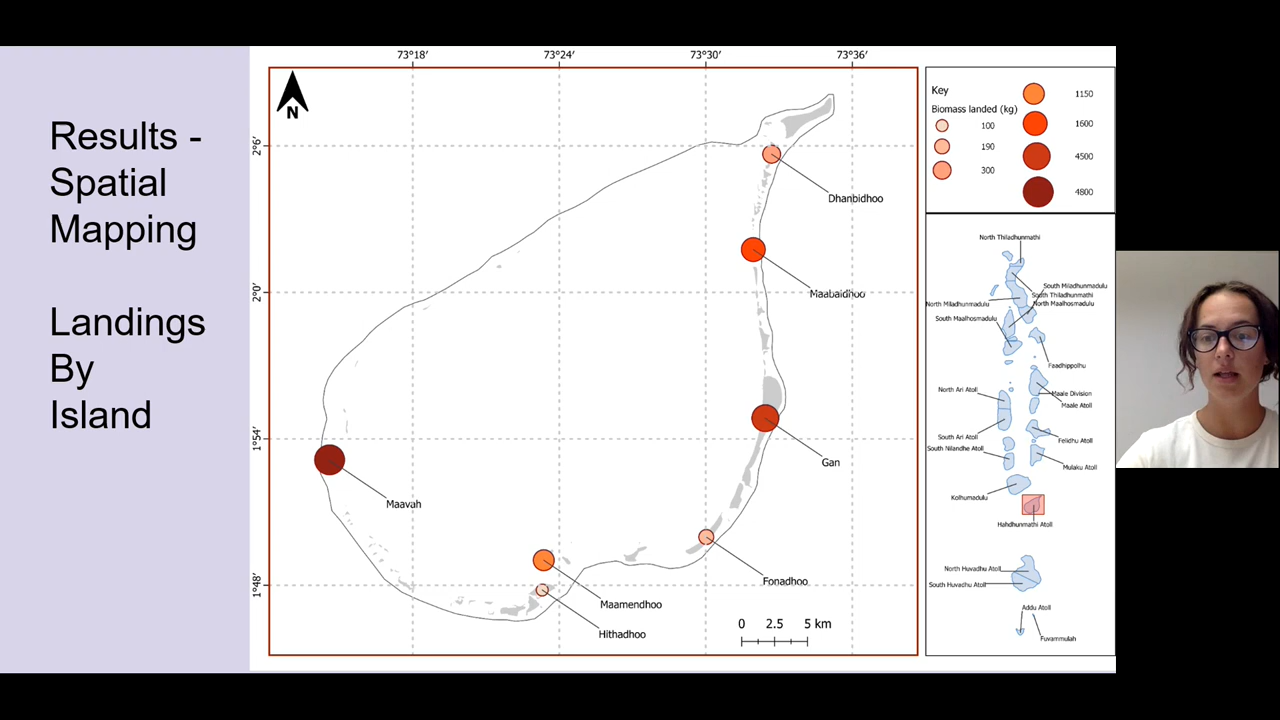 Results -
Spatial
Mapping
Landings
By
Island
73°18′
73°24′
73°30′
73°36′
2°6′
2°0′
1°54′
1°48′
N
Dhanbidhoo
Maabaidhoo
Gan
Maavah
Fonadhoo
Maamendhoo
Hithadhoo
0 2.5 5 km
Key
Biomass landed (kg)
100
190
300
1150
1600
4500
4800
North Thiladhunmathi
South Miladhunmadulu
South Thiladhunmathi
North Miladhunmadulu
North Maalhosmadulu
South Maalhosmadulu
Faadhippolhu
North Ari Atoll
Maale Division
Maale Atoll
South Ari Atoll
Felidhu Atoll
South Nilandhe Atoll
Mulaku Atoll
Kolhumadulu
Hahdhunmathi Atoll
North Huvadhu Atoll
South Huvadhu Atoll
Addu Atoll
Fuvammulah